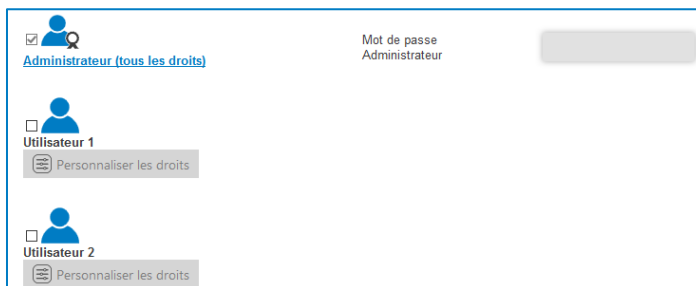 Administrateur (tous les droits)
Mot de passe
Administrateur
Utilisateur 1
Personnaliser les droits
Utilisateur 2
Personnaliser les droits